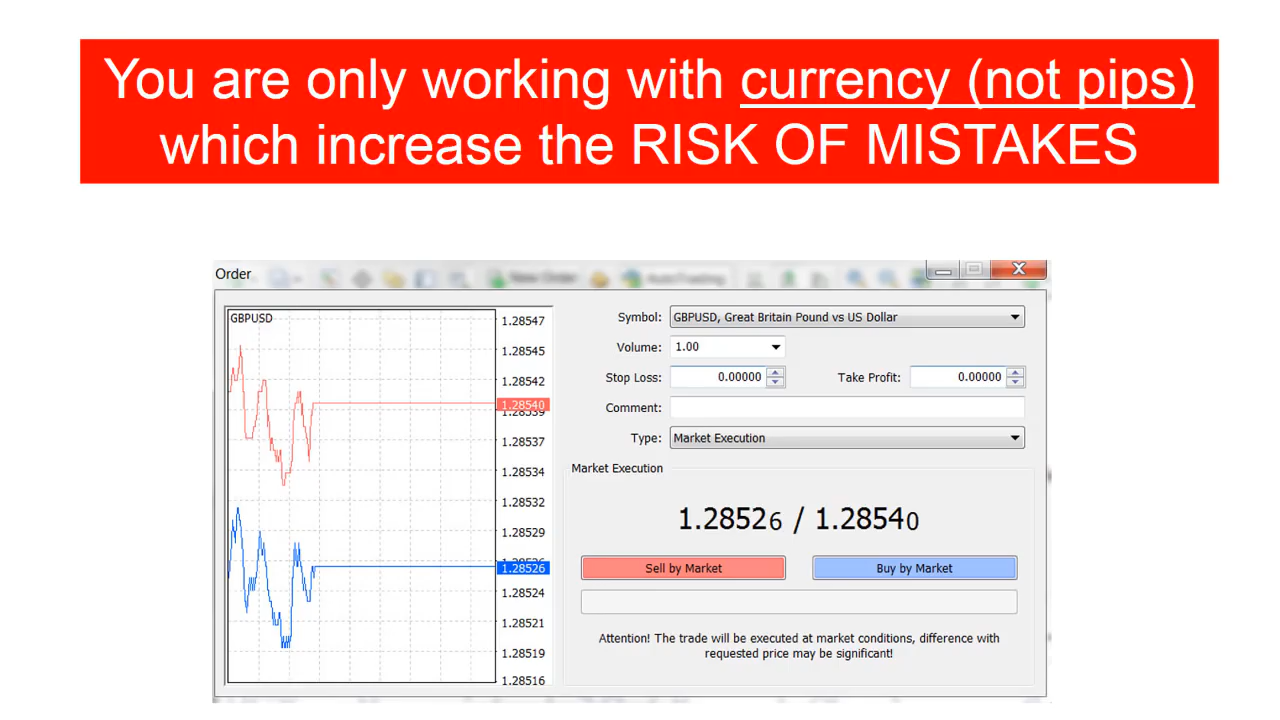 You are only working with currency (not pips)
which increase the RISK OF MISTAKES
Order
New Order
AutoTrading
GBPUSD
1.28547
1.28545
1.28542
1.28540
1.28539
1.28537
1.28534
1.28532
1.28529
1.28526
1.28524
1.28521
1.28519
1.28516
Symbol: GBPUSD, Great Britain Pound vs US Dollar
Volume: 1.00
Stop Loss: 0.00000 Take Profit: 0.00000
Comment:
Type: Market Execution
Market Execution
1.28526 / 1.28540
Sell by Market Buy by Market
Attention! The trade will be executed at market conditions, difference with
requested price may be significant!